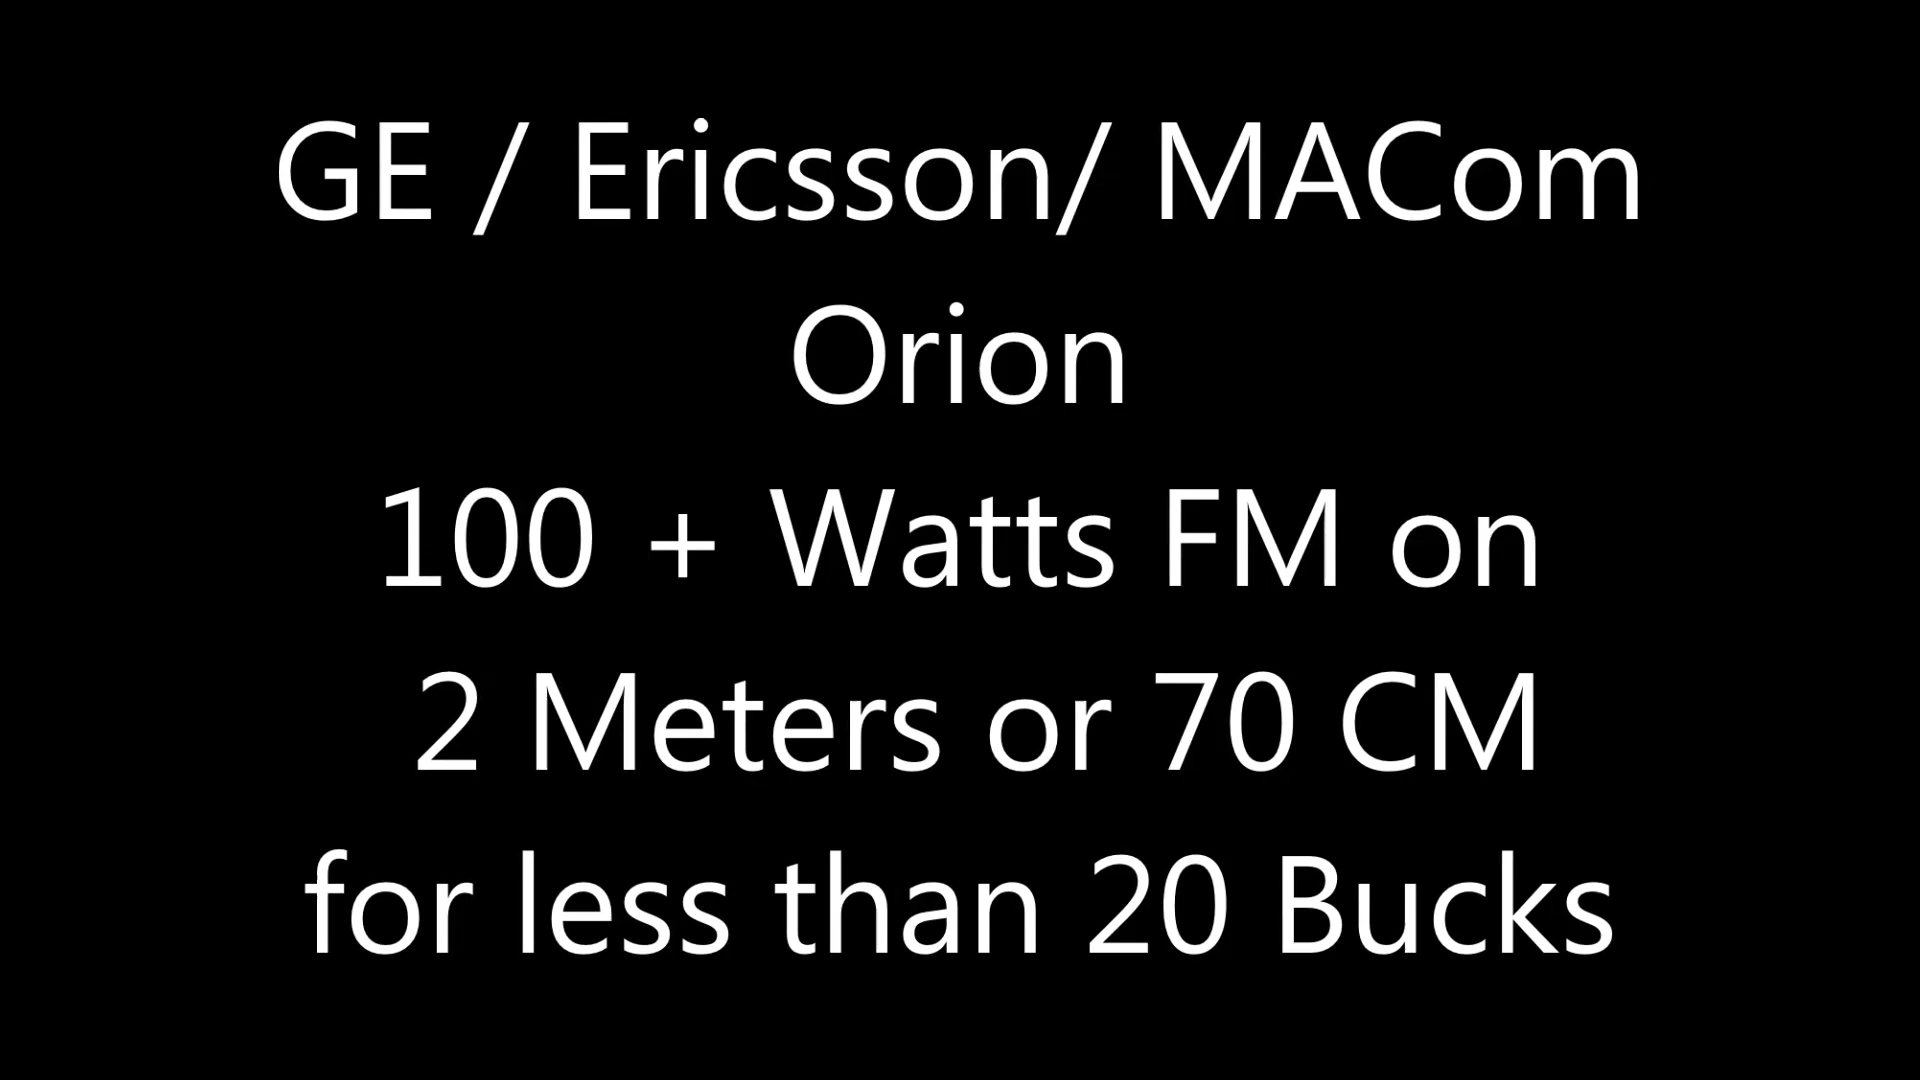 GE / Ericsson/ MACom
Orion
100 + Watts FM on
2 Meters or 70 CM
for less than 20 Bucks